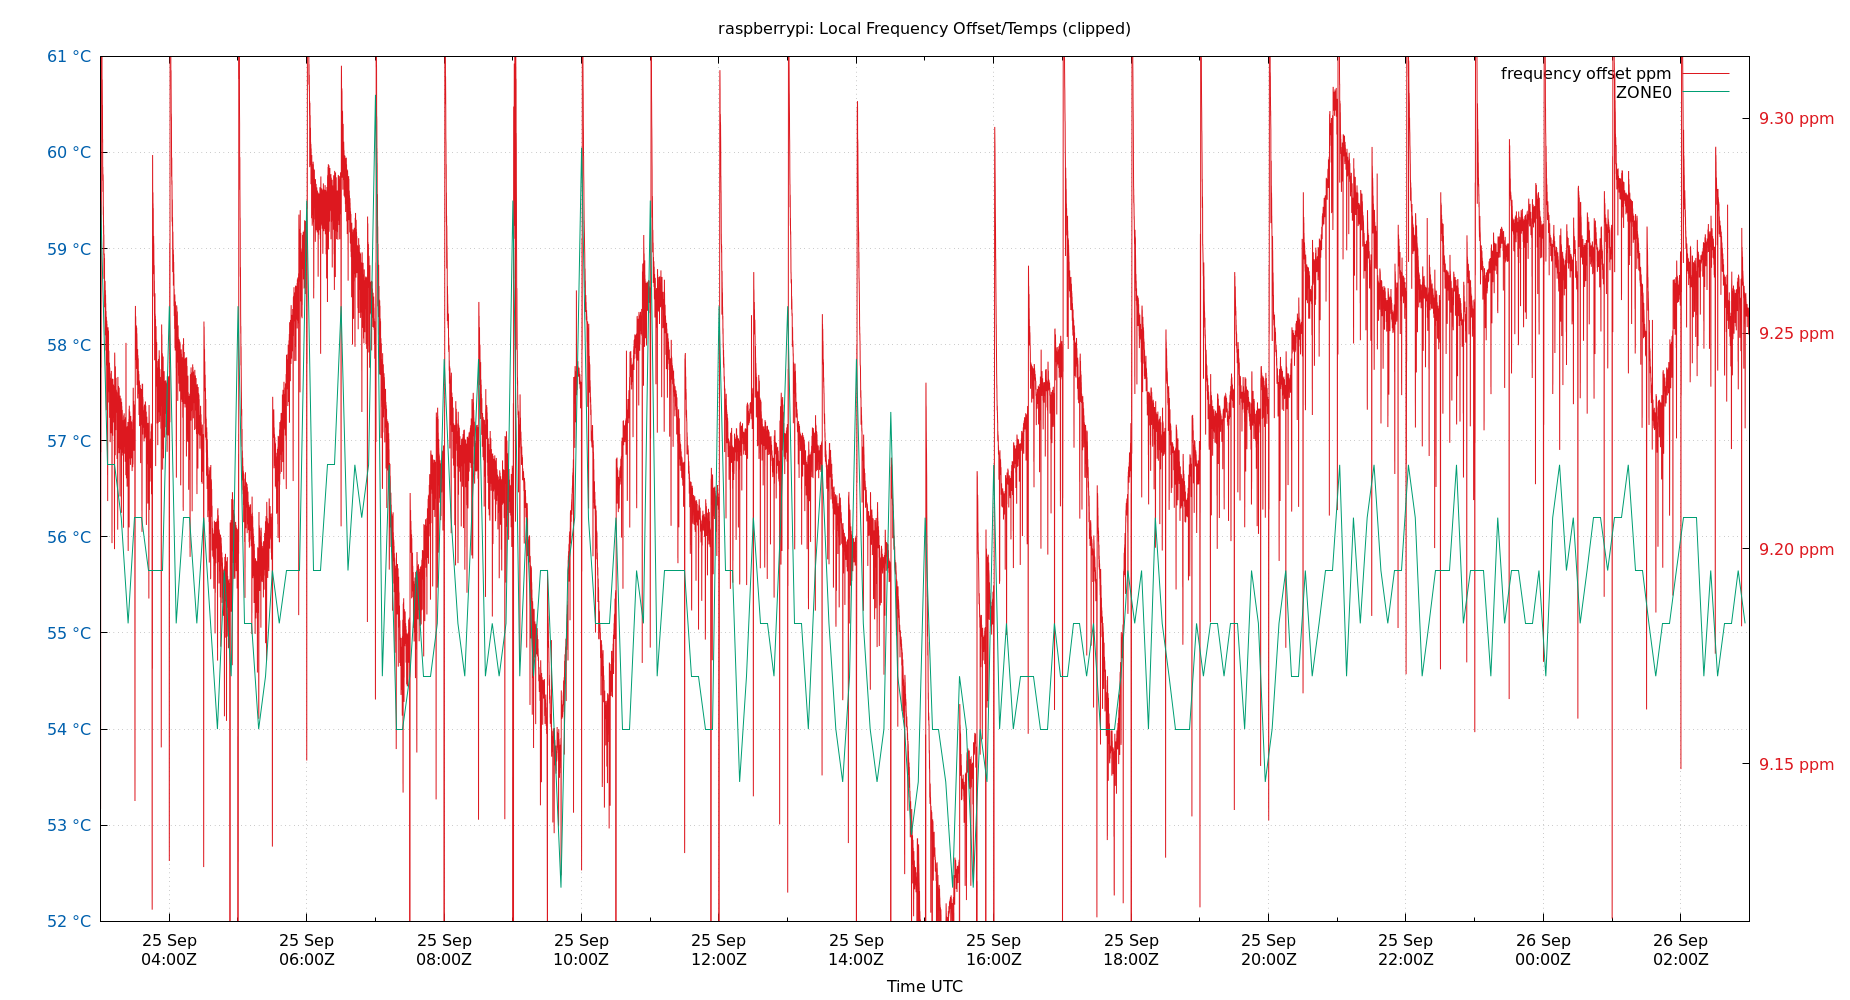 raspberrypi: Local Frequency Offset/Temps (clipped)
61 °C
60 °C
59 °C
58 °C
57 °C
56 °C
55 °C
54 °C
53 °C
52 °C
frequency offset ppm
ZONE0
9.30 ppm
9.25 ppm
9.20 ppm
9.15 ppm
25 Sep 25 Sep 25 Sep 25 Sep 25 Sep 25 Sep 25 Sep 25 Sep 25 Sep 25 Sep 26 Sep 26 Sep
04:00Z 06:00Z 08:00Z 10:00Z 12:00Z 14:00Z 16:00Z 18:00Z 20:00Z 22:00Z 00:00Z 02:00Z
Time UTC